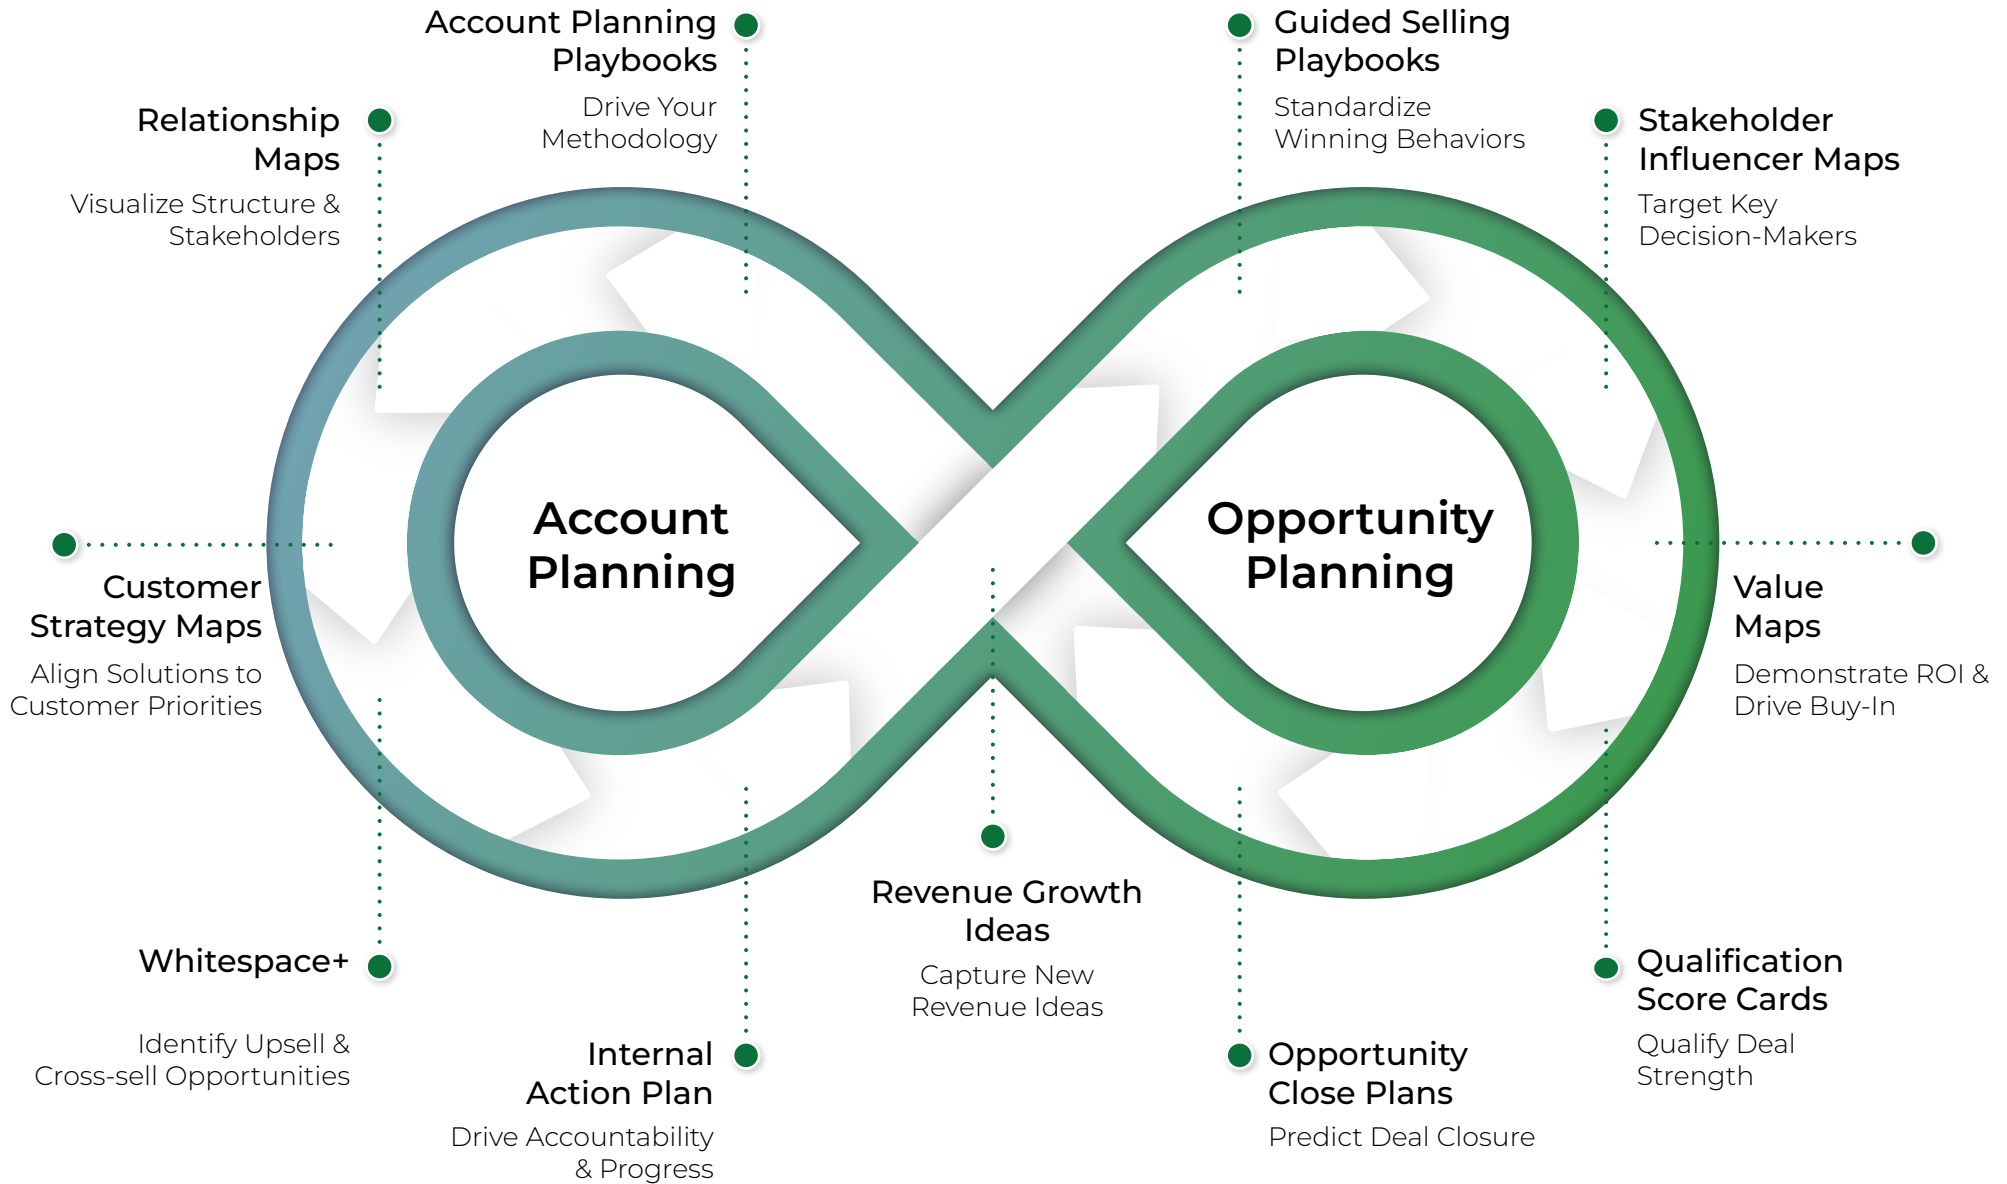 Account Planning
Playbooks
Drive Your
Methodology
Guided Selling
Playbooks
Standardize
Winning Behaviors
Relationship
Maps
Visualize Structure &
Stakeholders
Stakeholder
Influencer Maps
Target Key
Decision-Makers
Account
Planning
Opportunity
Planning
Customer
Strategy Maps
Align Solutions to
Customer Priorities
Value
Maps
Demonstrate ROI &
Drive Buy-In
Whitespace+
Identify Upsell &
Cross-sell Opportunities
Internal
Action Plan
Drive Accountability
& Progress
Revenue Growth
Ideas
Capture New
Revenue Ideas
Opportunity
Close Plans
Predict Deal Closure
Qualification
Score Cards
Qualify Deal
Strength